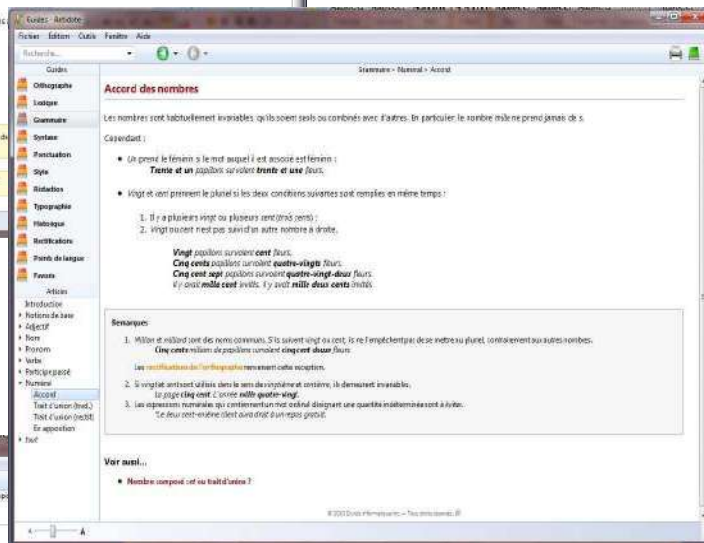 Guides - Antidote
Fichier Édition Outils Fenêtre Aide
Recherche...
Guides
Orthographe
Lexique
Grammaire
Syntaxe
Ponctuation
Style
Rédaction
Typographie
Historique
Rectifications
Points de langue
Favoris
Articles
Introduction
Notions de base
Adjectif
Nom
Pronom
Verbe
Participe passé
Numéral
Accord
Trait d'union (trad.)
Trait d'union (rectif.)
En apposition
Tout
Grammaire > Numéral > Accord
Accord des nombres
Les nombres sont habituellement invariables, qu'ils soient seuls ou combinés avec d'autres. En particulier, le nombre mille ne prend jamais de s.
Cependant :
Un prend le féminin si le mot auquel il est associé est féminin :
Trente et un papillons survolent trente et une fleurs.
Vingt et cent prennent le pluriel si les deux conditions suivantes sont remplies en même temps :
1. Il y a plusieurs vingt ou plusieurs cent (trois cents) ;
2. Vingt ou cent n'est pas suivi d'un autre nombre à droite.
Vingt papillons survolent cent fleurs.
Cinq cents papillons survolent quatre-vingts fleurs.
Cinq cent sept papillons survolent quatre-vingt-deux fleurs.
Il y avait mille cent invités. Il y avait mille deux cents invités.
Remarques
1. Million et milliard sont des noms communs. S'ils suivent vingt ou cent, ils ne l'empêchent pas de se mettre au pluriel, contrairement aux autres nombres.
Cinq cents millions de papillons survolent cinq cent douze fleurs.
Les rectifications de l'orthographe renversent cette exception.
2. Si vingt et cent sont utilisés dans le sens de vingtième et centième, ils demeurent invariables.
La page cinq cent. L'année mille quatre-vingt.
3. Les expressions numérales qui contiennent un mot ordinal désignant une quantité indéterminée sont à éviter.
*Le deux cent-énième client aura droit à un repas gratuit.
Voir aussi...
Nombre composé : et ou trait d'union ?
A A